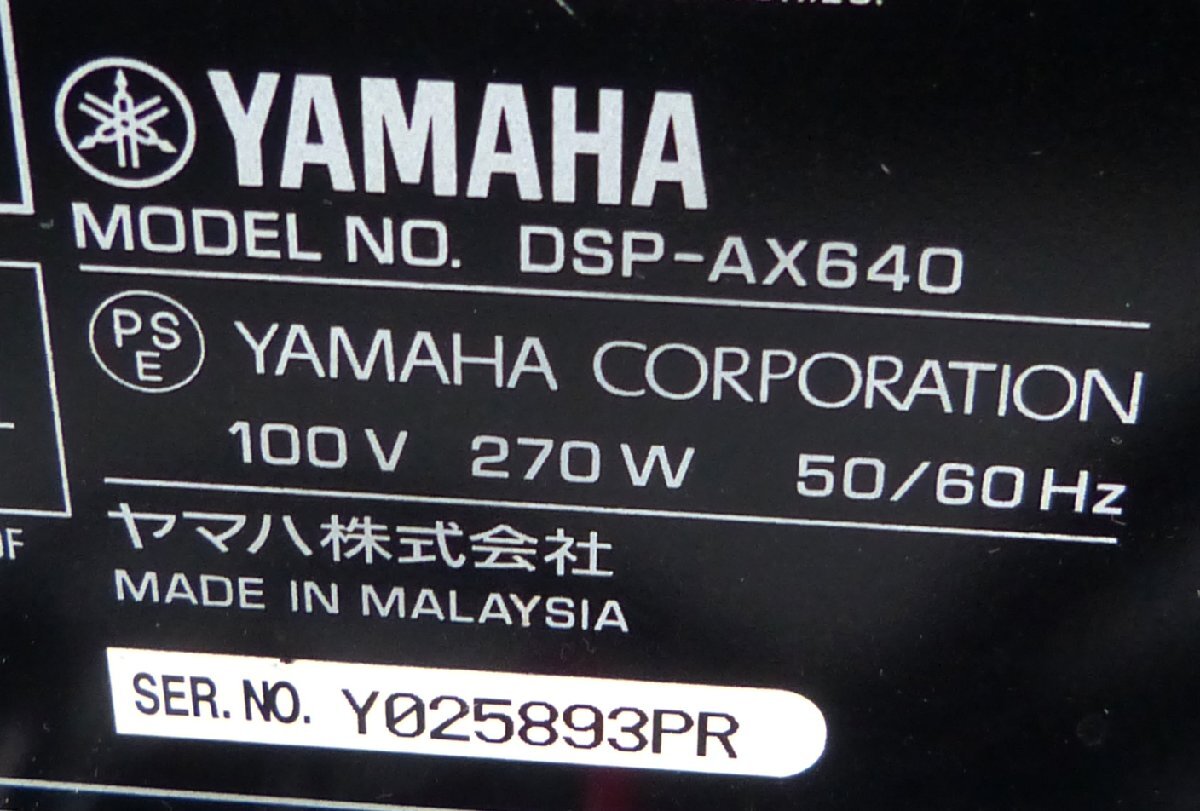 YAMAHA
MODEL NO. DSP-AX640
PSE YAMAHA CORPORATION
100 V 270 W 50/60 Hz
ヤマハ株式会社
MADE IN MALAYSIA
SER. NO. Y025893PR